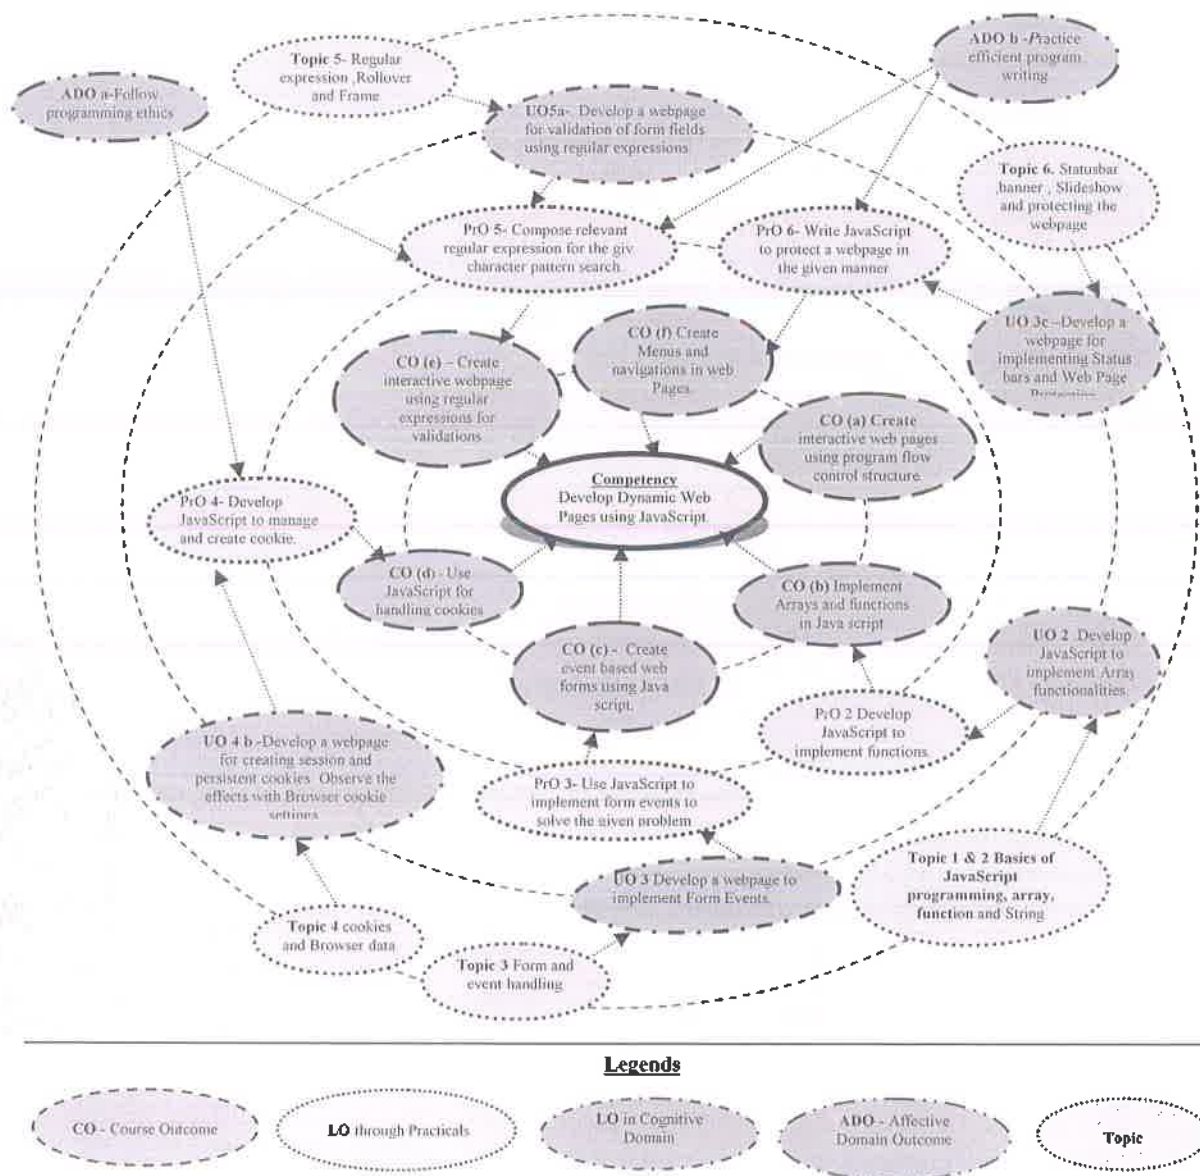 Topic 5- Regular
expression ,Rollover
and Frame
ADO b -Practice
efficient program
writing
ADO a-Follow
programming ethics
UO5a- Develop a webpage
for validation of form fields
using regular expressions
Topic 6. Statusbar
,banner , Slideshow
and protecting the
webpage
PrO 5- Compose relevant
regular expression for the giv
character pattern search
PrO 6- Write JavaScript
to protect a webpage in
the given manner
UO 3c –Develop a
webpage for
implementing Status
bars and Web Page
CO (e) – Create
interactive webpage
using regular
expressions for
validations
CO (f) Create
Menus and
navigations in web
Pages.
CO (a) Create
interactive web pages
using program flow
control structure
Competency
Develop Dynamic Web
Pages using JavaScript.
PrO 4- Develop
JavaScript to manage
and create cookie.
CO (d) - Use
JavaScript for
handling cookies
CO (b) Implement
Arrays and functions
in Java script
CO (c) - Create
event based web
forms using Java
script.
UO 2 .Develop
JavaScript to
implement Array
functionalities.
PrO 2 Develop
JavaScript to
implement functions
UO 4 b -Develop a webpage
for creating session and
persistent cookies Observe the
effects with Browser cookie
settings
PrO 3- Use JavaScript to
implement form events to
solve the given problem
UO 3 Develop a webpage to
implement Form Events.
Topic 1 & 2 Basics of
JavaScript
programming, array,
function and String
Topic 4 cookies
and Browser data
Topic 3 Form and
event handling
Legends
CO - Course Outcome
LO through Practicals
LO in Cognitive
Domain
ADO - Affective
Domain Outcome
Topic